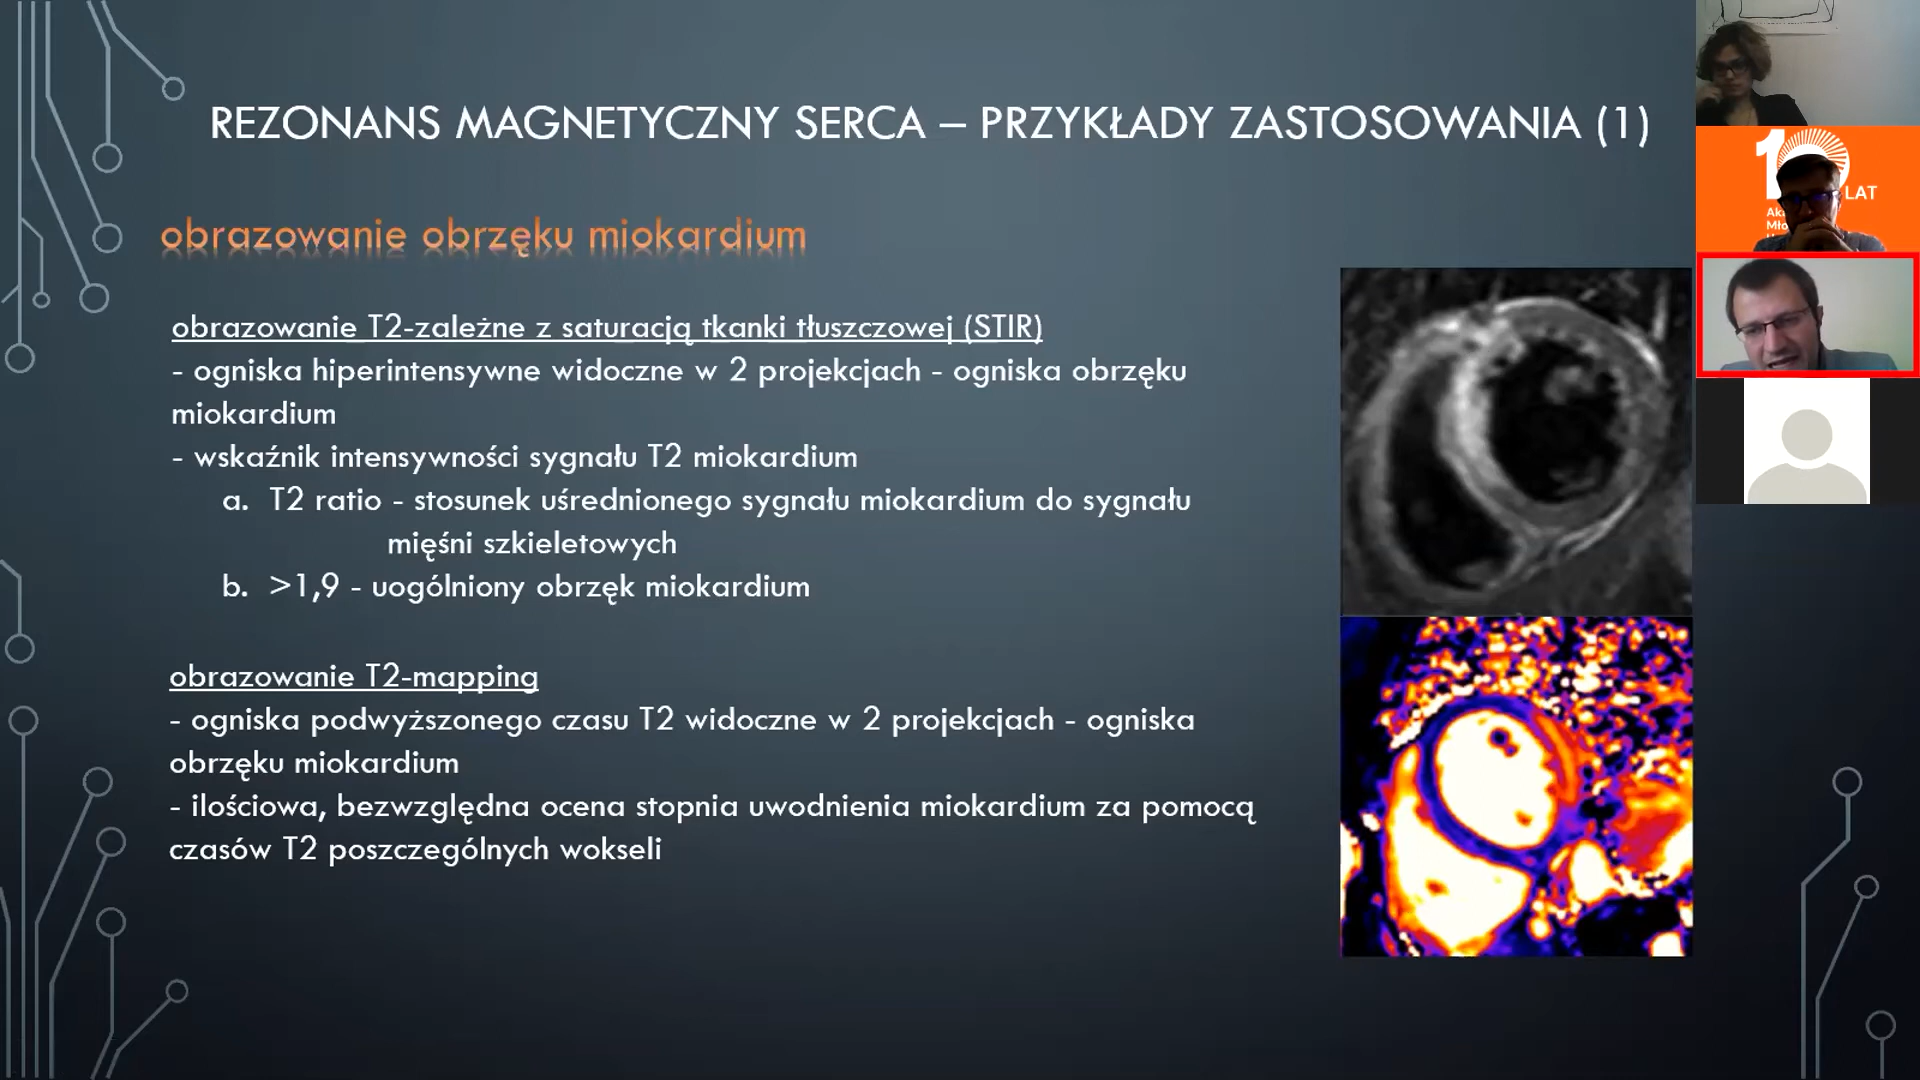 REZONANS MAGNETYCZNY SERCA – PRZYKŁADY ZASTOSOWANIA (1)
obrazowanie obrzęku miokardium
obrazowanie T2-zależne z saturacją tkanki tłuszczowej (STIR)
- ogniska hiperintensywne widoczne w 2 projekcjach - ogniska obrzęku
miokardium
- wskaźnik intensywności sygnału T2 miokardium
a. T2 ratio - stosunek uśrednionego sygnału miokardium do sygnału
mięśni szkieletowych
b. >1,9 - uogólniony obrzęk miokardium
obrazowanie T2-mapping
- ogniska podwyższonego czasu T2 widoczne w 2 projekcjach - ogniska
obrzęku miokardium
- ilościowa, bezwzględna ocena stopnia uwodnienia miokardium za pomocą
czasów T2 poszczególnych wokseli
10
LAT